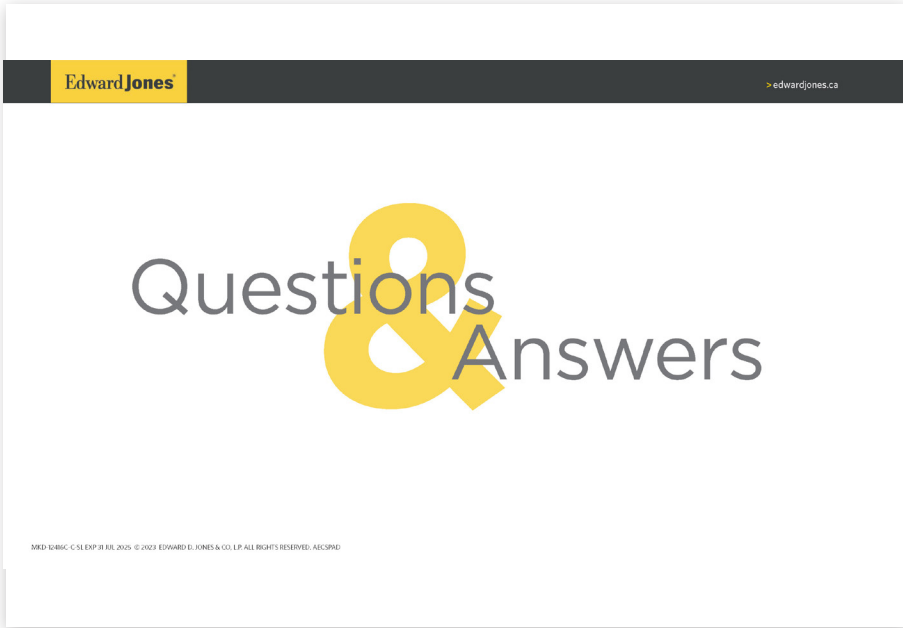 Edward Jones®
> edwardjones.ca
Questions
&
Answers
MKD-12486C-C-SL EXP 31 JUL 2025 © 2023 EDWARD D. JONES & CO., L.P. ALL RIGHTS RESERVED. AECSPAD